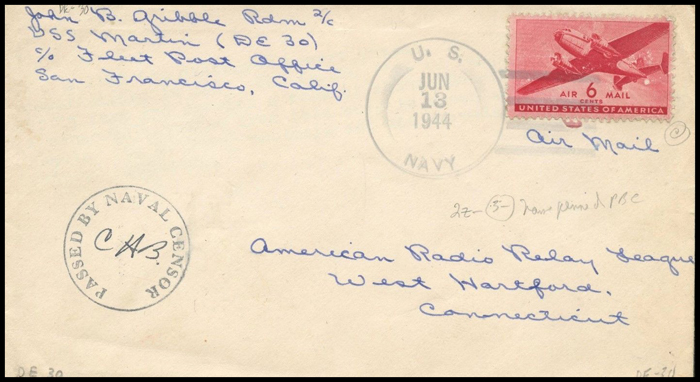 John B. Gribble Rdm 2/c
USS Martin (DE 30)
c/o Fleet Post Office
San Francisco, Calif.
U. S.
JUN
13
1944
NAVY
AIR 6 MAIL
CENTS
UNITED STATES OF AMERICA
Air Mail
PASSED BY NAVAL CENSOR
CHB.
American Radio Relay League
West Hartford,
Connecticut
DE 30